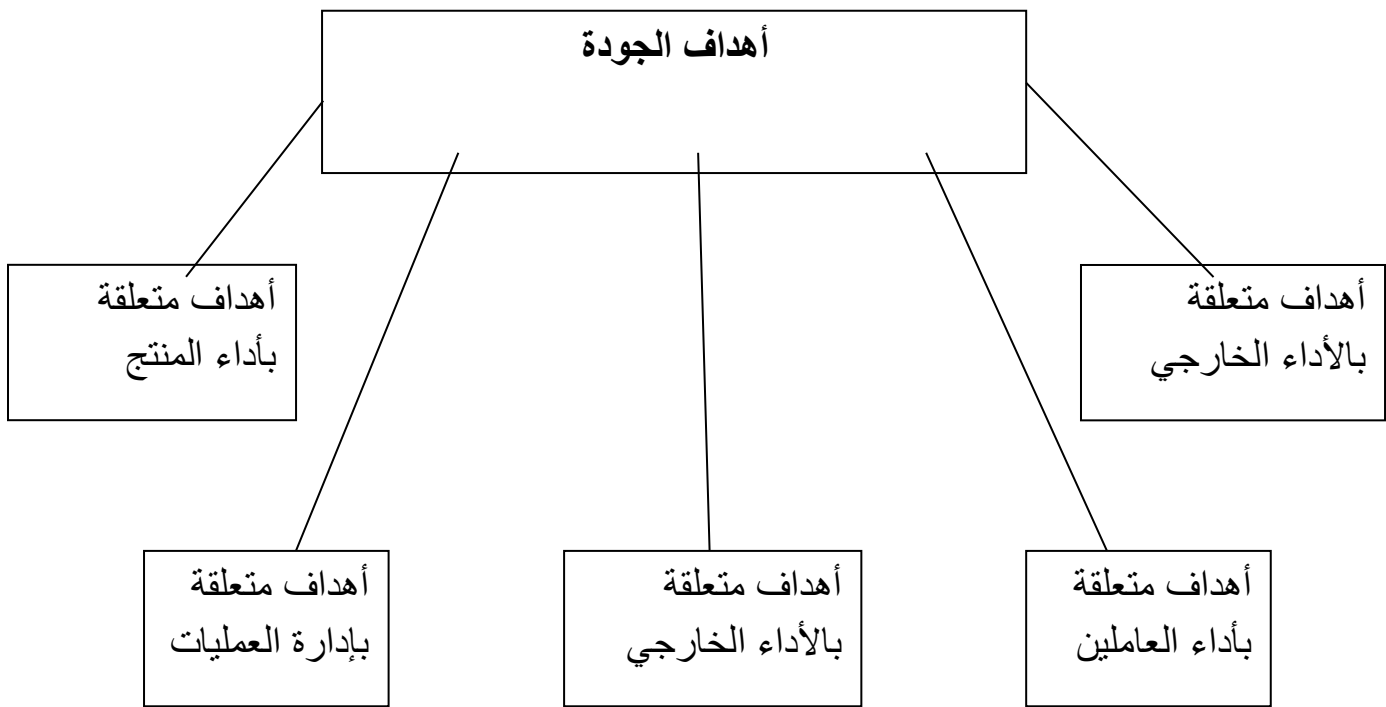 أهداف الجودة
أهداف متعلقة
بالأداء الخارجي
أهداف متعلقة
بأداء المنتج
أهداف متعلقة
بأداء العاملين
أهداف متعلقة
بالأداء الخارجي
أهداف متعلقة
بإدارة العمليات